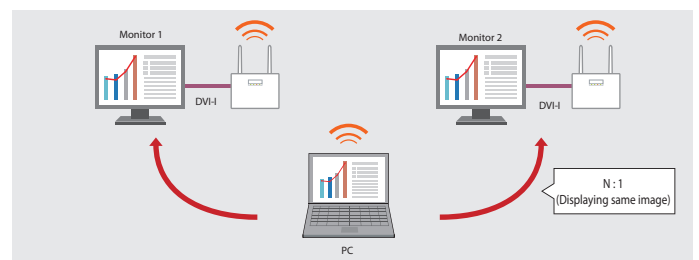 Monitor 1
DVI-I
Monitor 2
DVI-I
N : 1
(Displaying same image)
PC